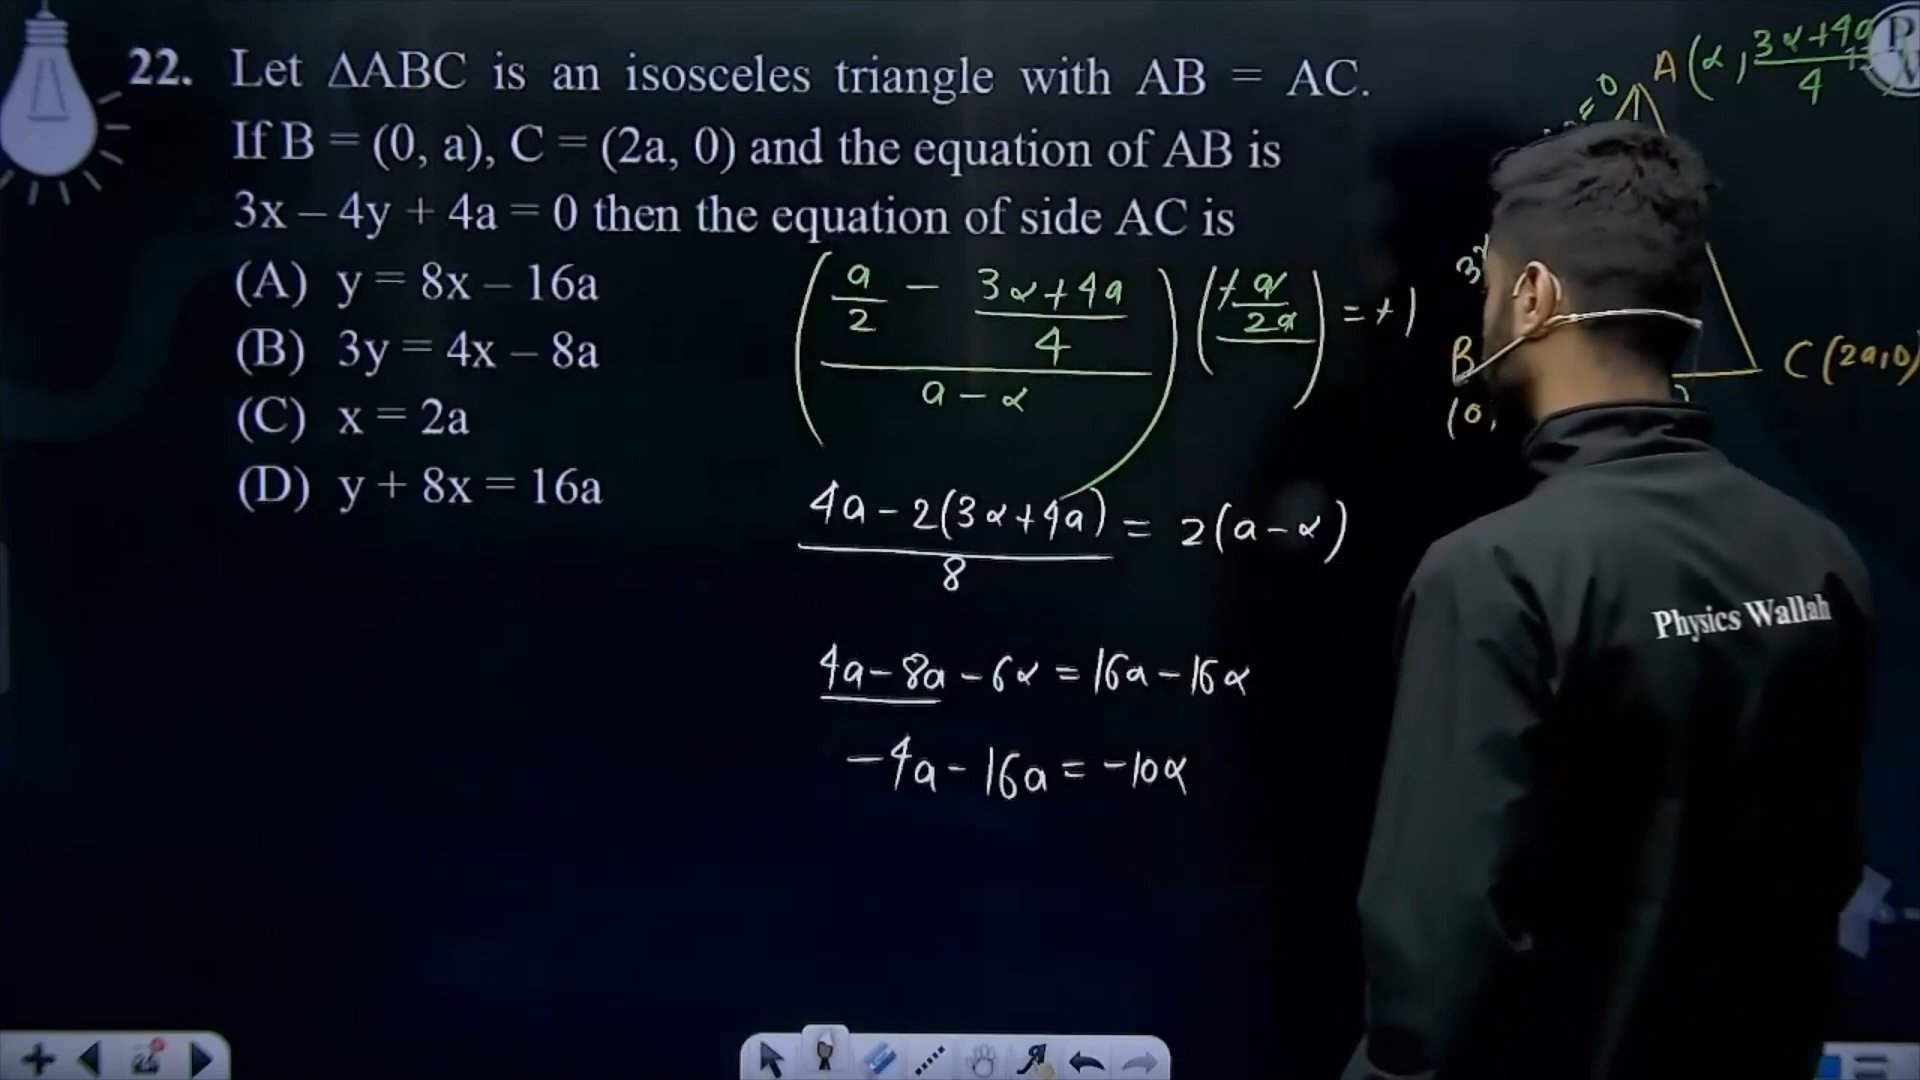 22. Let ΔABC is an isosceles triangle with AB = AC.
If B = (0, a), C = (2a, 0) and the equation of AB is
3x – 4y + 4a = 0 then the equation of side AC is
(A) y = 8x – 16a
(B) 3y = 4x – 8a
(C) x = 2a
(D) y + 8x = 16a
(a/2 - (3α+4a)/4)/(a-α) (+a/2a) = +1
(4a-2(3α+4a))/8 = 2(a-α)
4a-8a-6α = 16a-16α
-4a-16a = -10α
A (α, (3α+4a)/4
= 0
B
(0,
C (2a,0)
Physics Wallah